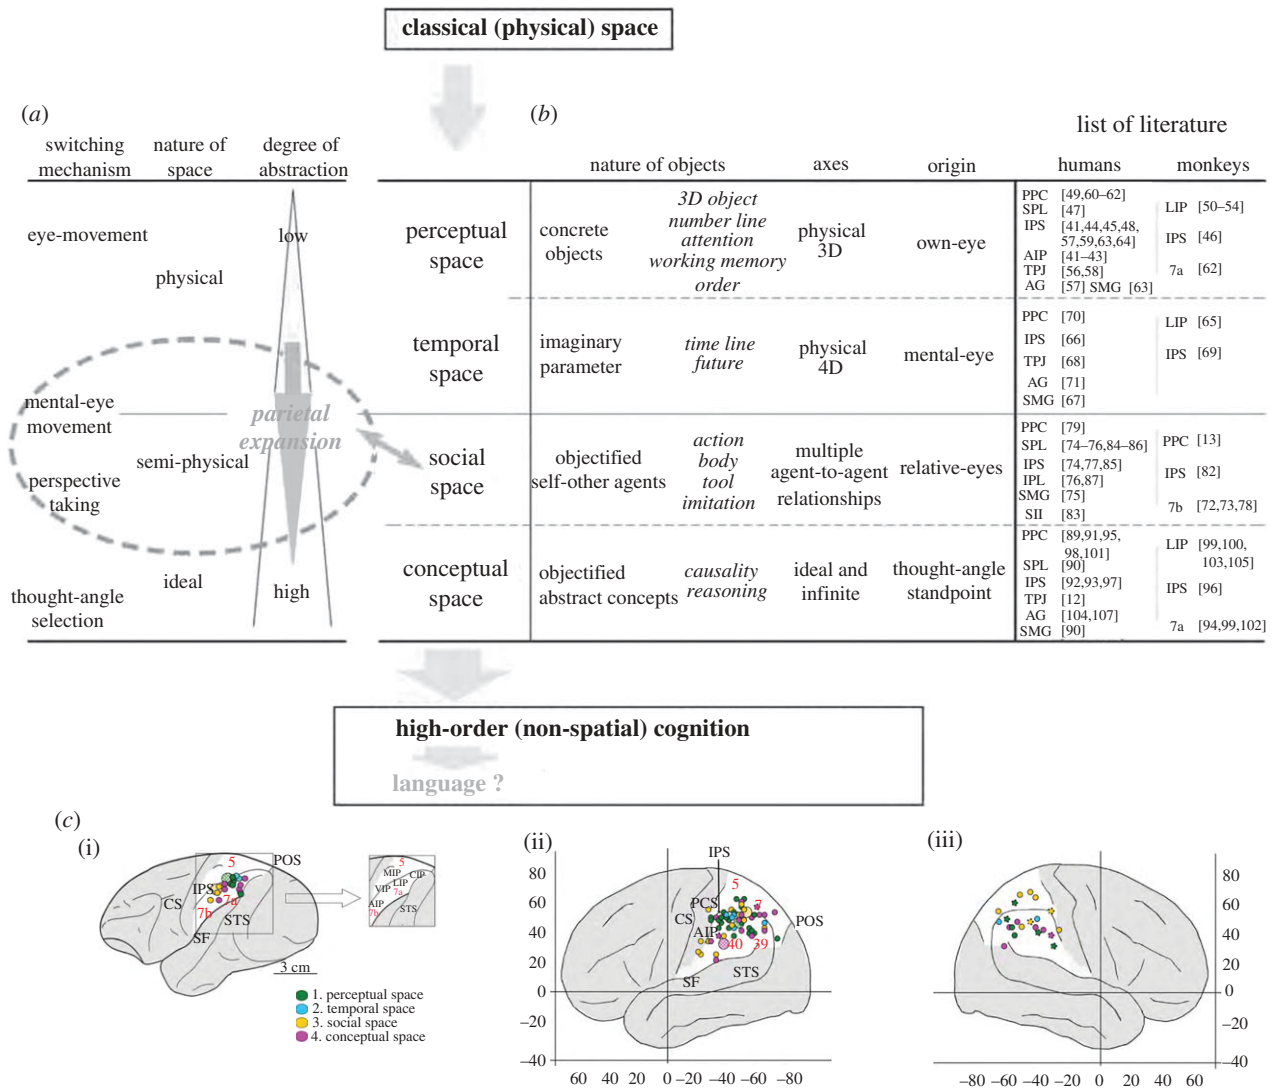 classical (physical) space
(a)
switching mechanism
nature of space
degree of abstraction
eye-movement
physical
low
mental-eye movement
parietal expansion
semi-physical
perspective taking
ideal
high
thought-angle selection
(b)
list of literature
nature of objects
axes
origin
humans
monkeys
perceptual space
concrete objects
3D object
number line
attention
working memory
order
physical 3D
own-eye
PPC [49,60–62]
SPL [47]
IPS [41,44,45,48,
57,59,63,64]
AIP [41–43]
TPJ [56,58]
AG [57] SMG [63]
LIP [50–54]
IPS [46]
7a [62]
temporal space
imaginary parameter
time line
future
physical 4D
mental-eye
PPC [70]
IPS [66]
TPJ [68]
AG [71]
SMG [67]
LIP [65]
IPS [69]
social space
objectified self-other agents
action
body
tool
imitation
multiple agent-to-agent relationships
relative-eyes
PPC [79]
SPL [74–76,84–86]
IPS [74,77,85]
IPL [76,87]
SMG [75]
SII [83]
PPC [13]
IPS [82]
7b [72,73,78]
conceptual space
objectified abstract concepts
causality
reasoning
ideal and infinite
thought-angle standpoint
PPC [89,91,95,
98,101]
SPL [90]
IPS [92,93,97]
TPJ [12]
AG [104,107]
SMG [90]
LIP [99,100,
103,105]
IPS [96]
7a [94,99,102]
high-order (non-spatial) cognition
language ?
(c)
(i)
5
POS
IPS
7a
CS
7b
STS
SF
3 cm
5
MIP
CIP
LIP
VIP
7a
AIP
7b
STS
1. perceptual space
2. temporal space
3. social space
4. conceptual space
(ii)
IPS
80
60
40
20
0
–20
–40
5
PCS
7
CS
POS
AIP
40
39
STS
SF
60 40 20 0 –20 –40 –60 –80
(iii)
80
60
40
20
0
–20
–40
–80 –60 –40 –20 0 20 40 60